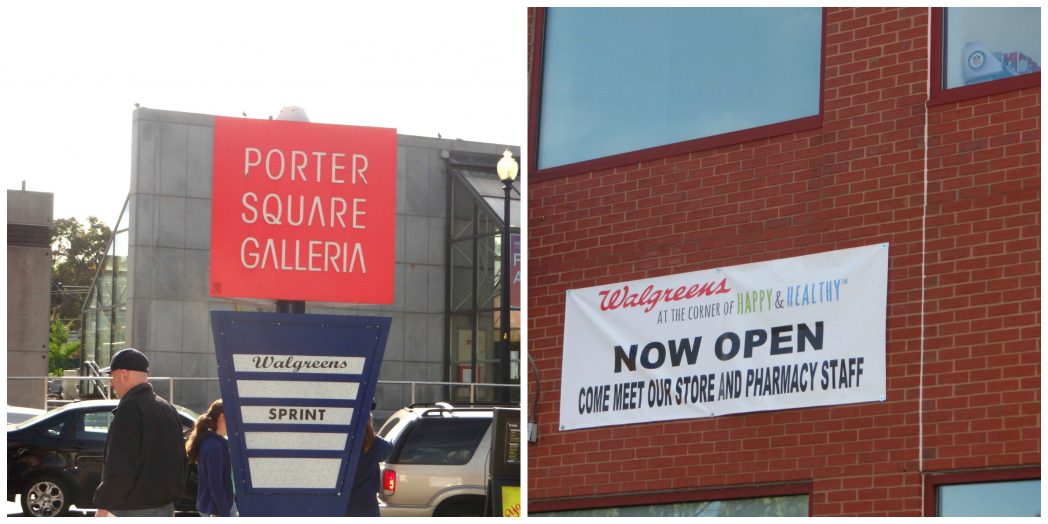 PORTER
SQUARE
GALLERIA
Walgreens
SPRINT
Walgreens
AT THE CORNER OF HAPPY & HEALTHY™
NOW OPEN
COME MEET OUR STORE AND PHARMACY STAFF